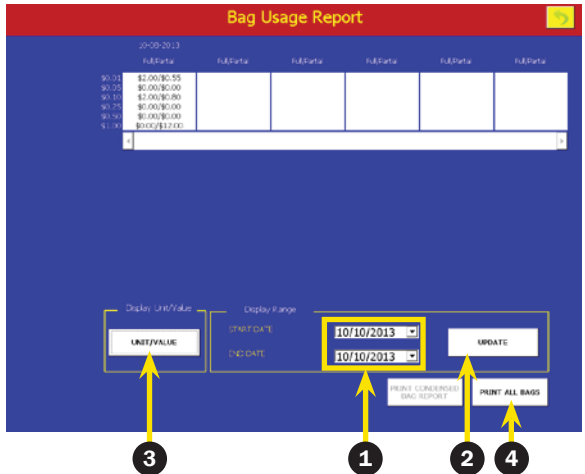 Bag Usage Report
10-08-2013
Full/Partial Full/Partial Full/Partial Full/Partial Full/Partial Full/Partial
$0.01 $2.00/$0.55
$0.05 $0.00/$0.00
$0.10 $2.00/$0.80
$0.25 $0.00/$0.00
$0.50 $0.00/$0.00
$1.00 $0.00/$12.00
Display Unit/Value Display Range
START DATE 10/10/2013
UNIT/VALUE UPDATE
END DATE 10/10/2013
PRINT CONDENSED
BAG REPORT
PRINT ALL BAGS
3 1 2 4